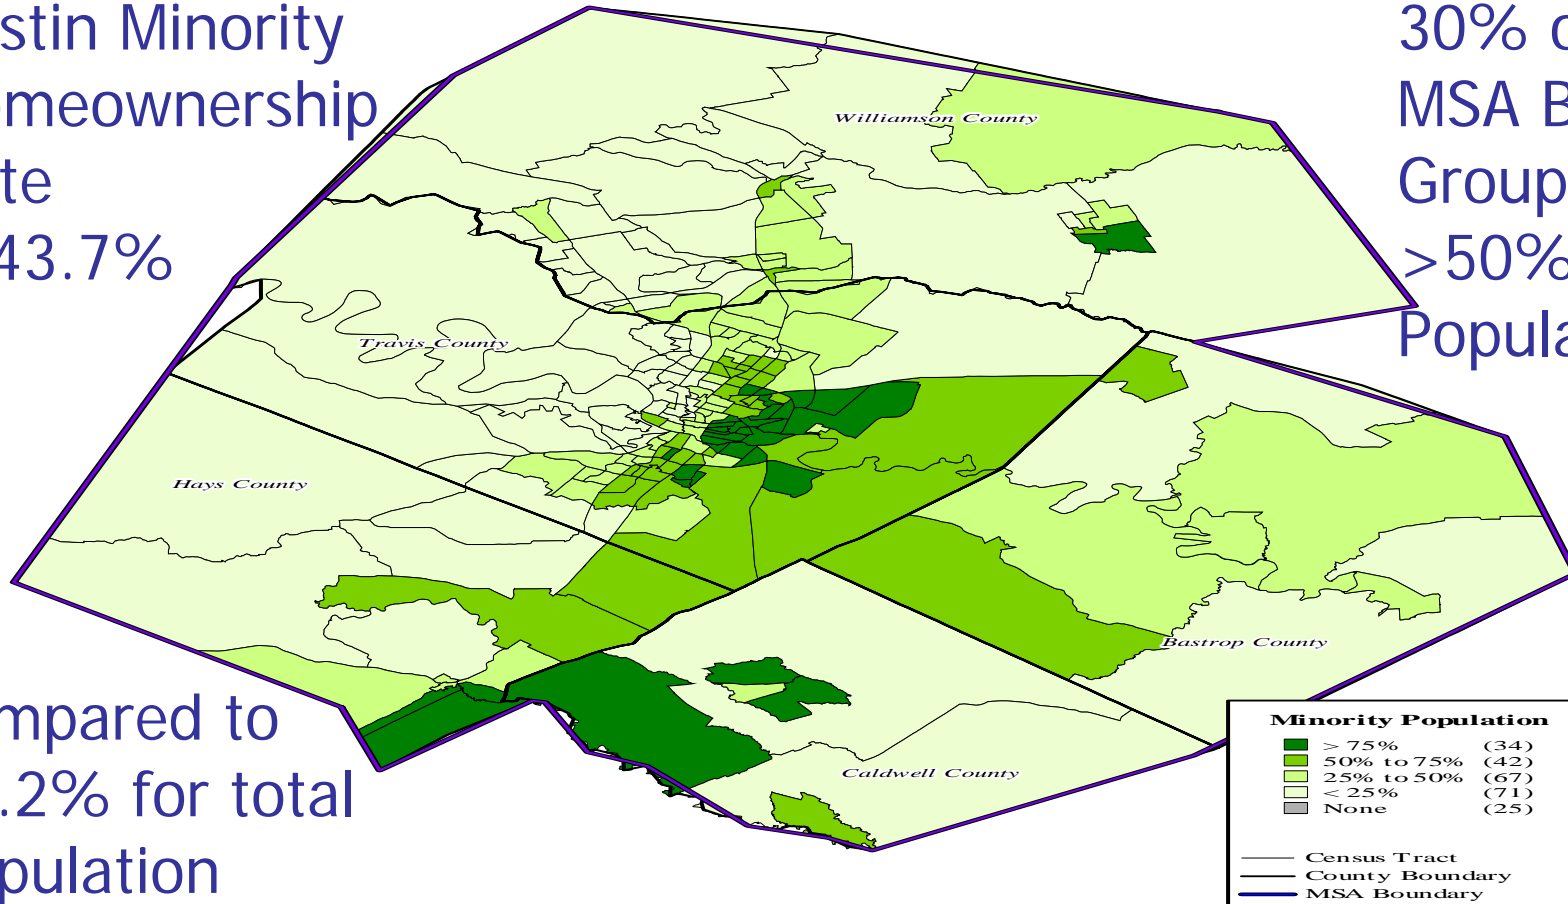 stin Minority
meownership
te
43.7%
30%
MSA B
Group
>50%
Popula
Williamson County
Travis County
Hays County
Bastrop County
Caldwell County
mpared to
.2% for total
pulation
Minority Population
> 75% (34)
50% to 75% (42)
25% to 50% (67)
< 25% (71)
None (25)
Census Tract
County Boundary
MSA Boundary